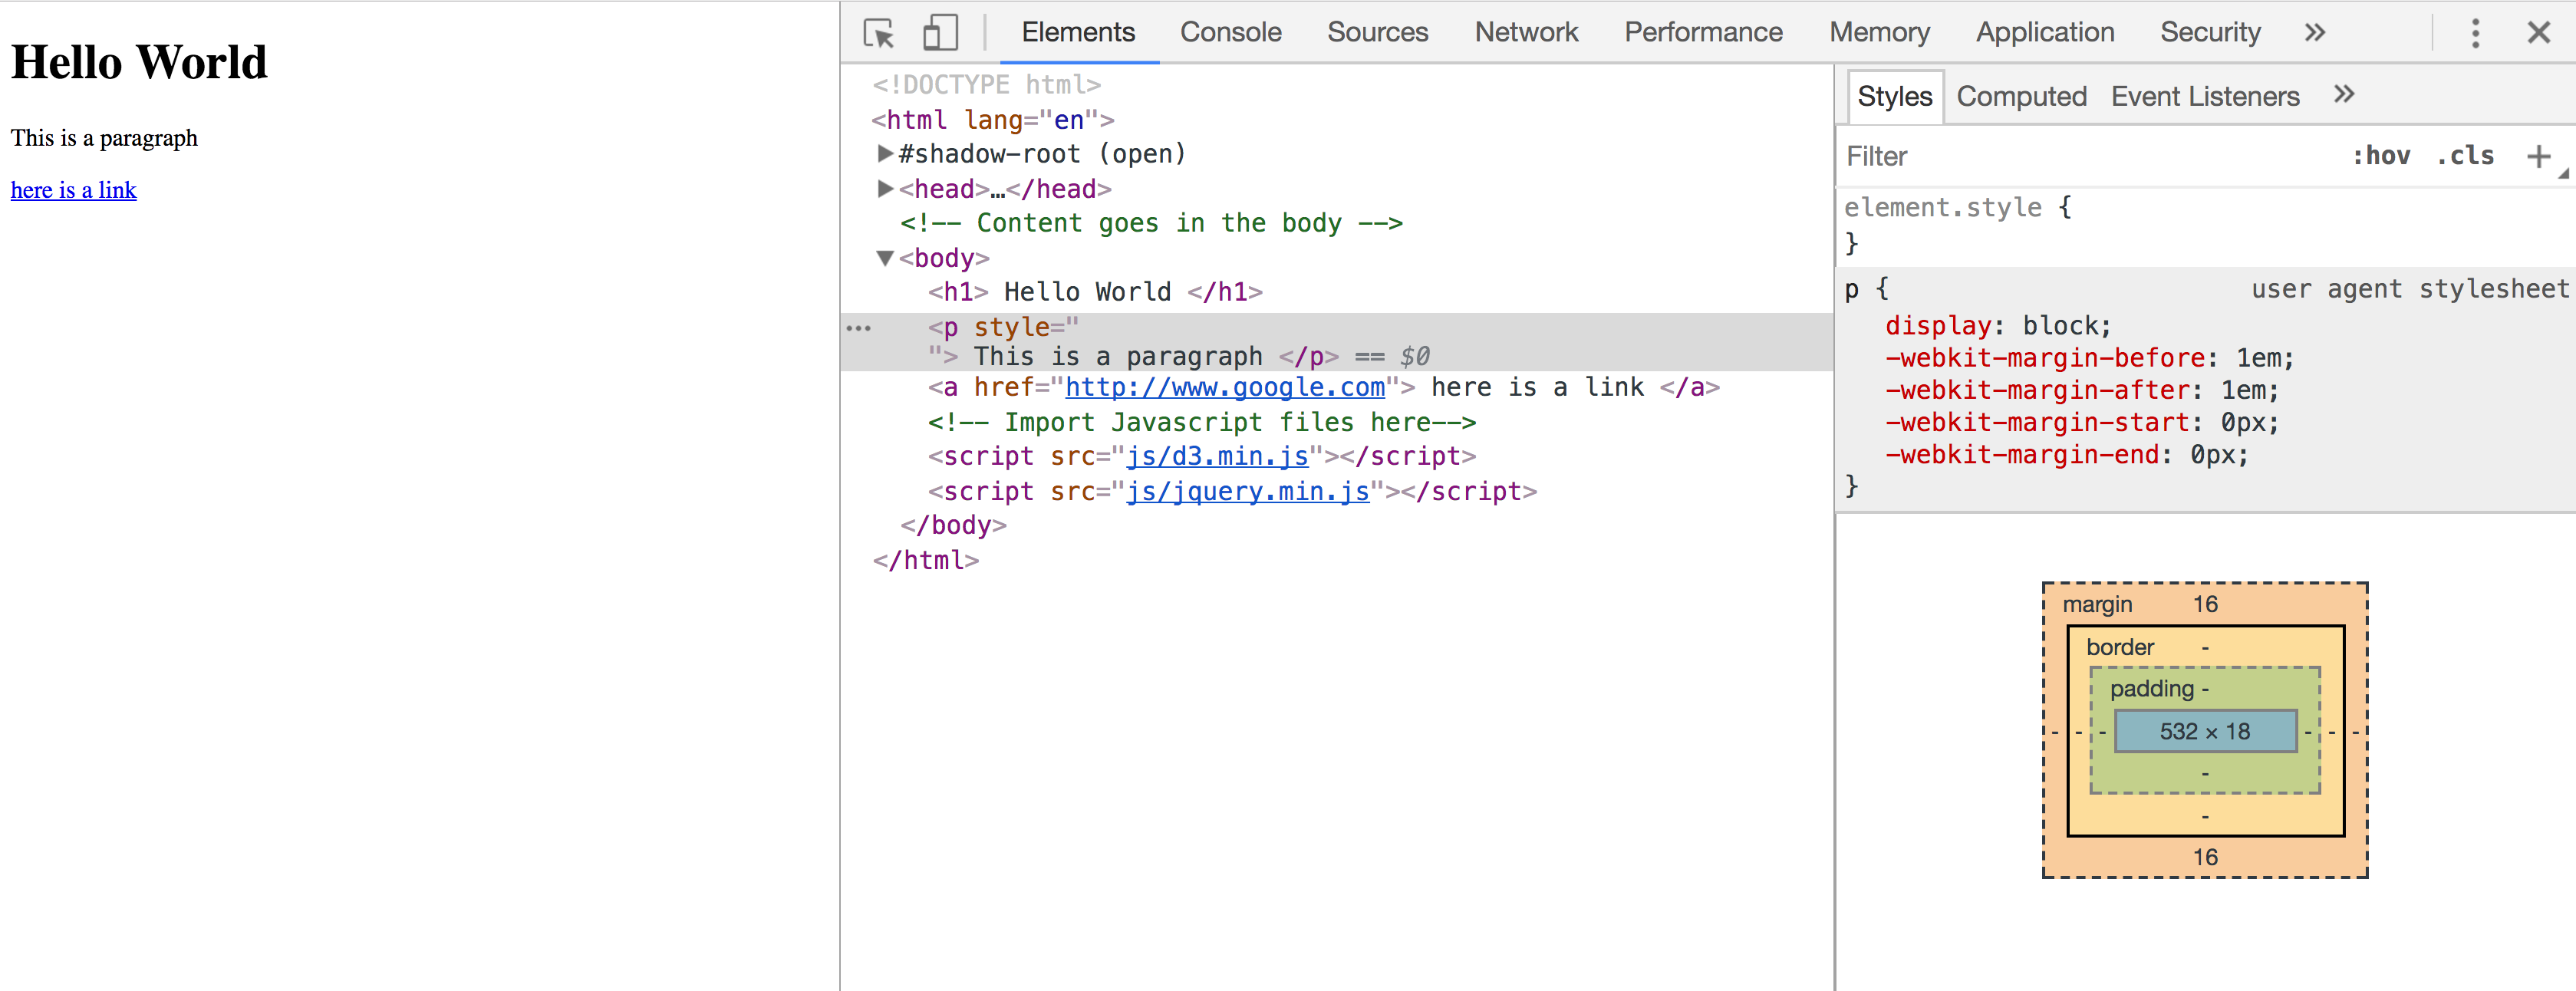 Hello World
This is a paragraph
here is a link
Elements Console Sources Network Performance Memory Application Security »
<!DOCTYPE html>
<html lang="en">
▶#shadow-root (open)
▶<head>…</head>
<!-- Content goes in the body -->
▼<body>
<h1> Hello World </h1>
<p style="
"> This is a paragraph </p> == $0
<a href="http://www.google.com"> here is a link </a>
<!-- Import Javascript files here-->
<script src="js/d3.min.js"></script>
<script src="js/jquery.min.js"></script>
</body>
</html>
Styles Computed Event Listeners »
Filter :hov .cls +
element.style {
}
p { user agent stylesheet
display: block;
-webkit-margin-before: 1em;
-webkit-margin-after: 1em;
-webkit-margin-start: 0px;
-webkit-margin-end: 0px;
}
margin 16
border -
padding -
- - - 532 × 18 - - -
-
-
16